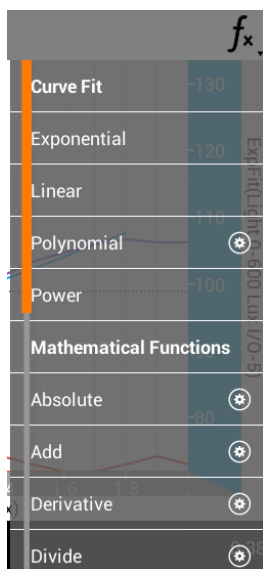 fx
Curve Fit
-130
Exponential
-120
Linear
-110
Polynomial
-100
Power
ExpFit(Light 0-600 Lux I/O-5)
Mathematical Functions
Absolute
-80
Add
1.6
1.8
Derivative
Divide